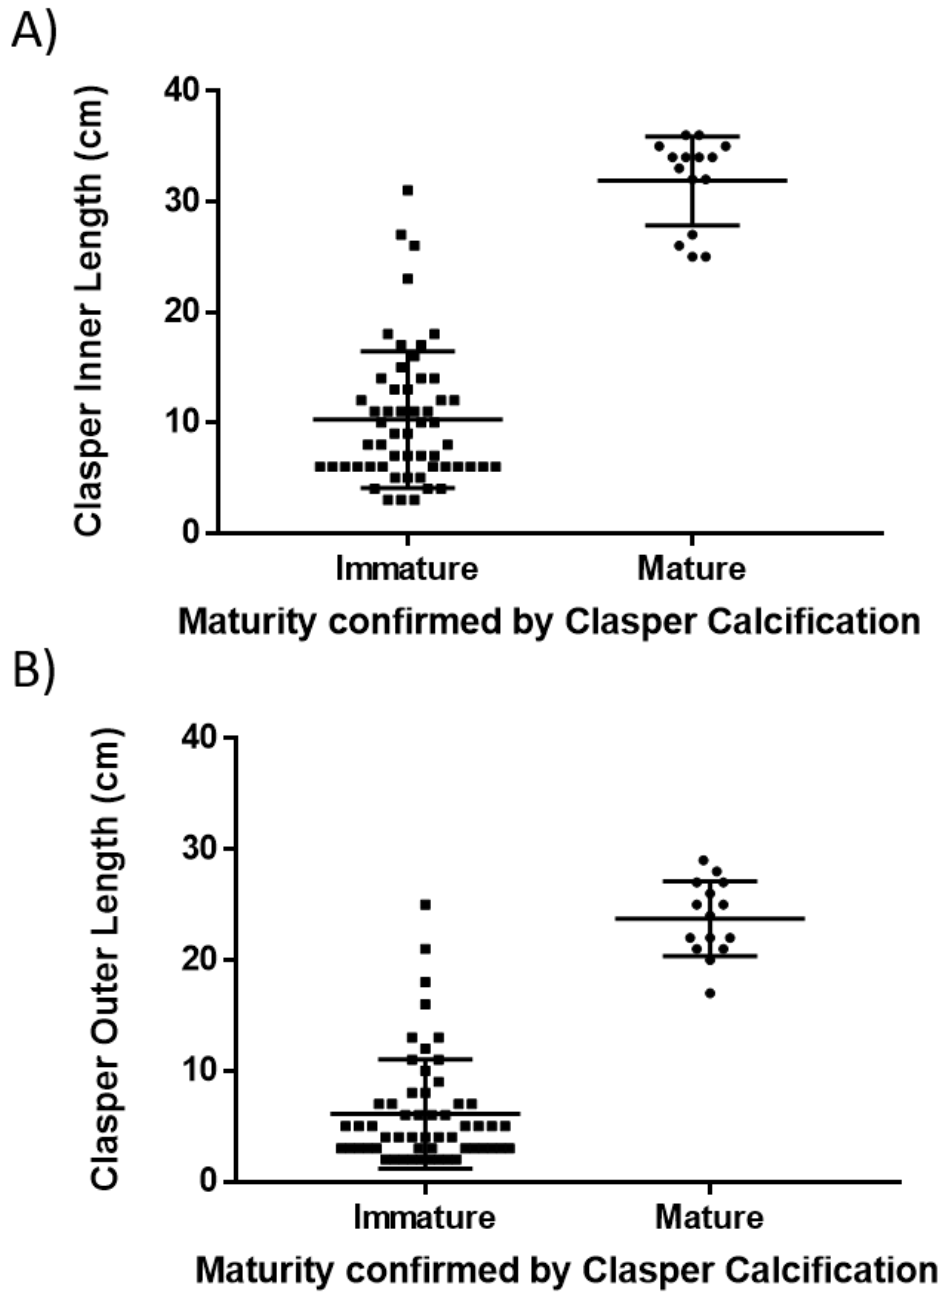 A)
Clasper Inner Length (cm)
40
30
20
10
0
Immature Mature
Maturity confirmed by Clasper Calcification
B)
Clasper Outer Length (cm)
40
30
20
10
0
Immature Mature
Maturity confirmed by Clasper Calcification